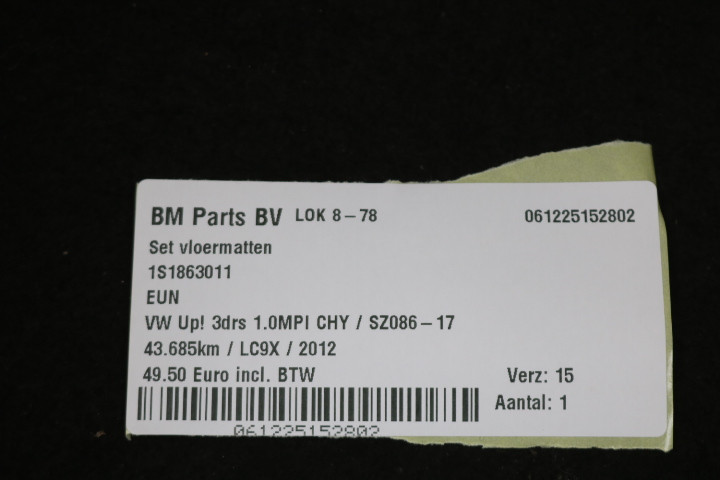 BM Parts BV LOK 8-78 061225152802
Set vloermatten
1S1863011
EUN
VW Up! 3drs 1.0MPI CHY / SZ086-17
43.685km / LC9X / 2012
49.50 Euro incl. BTW Verz: 15
Aantal: 1
061225152802